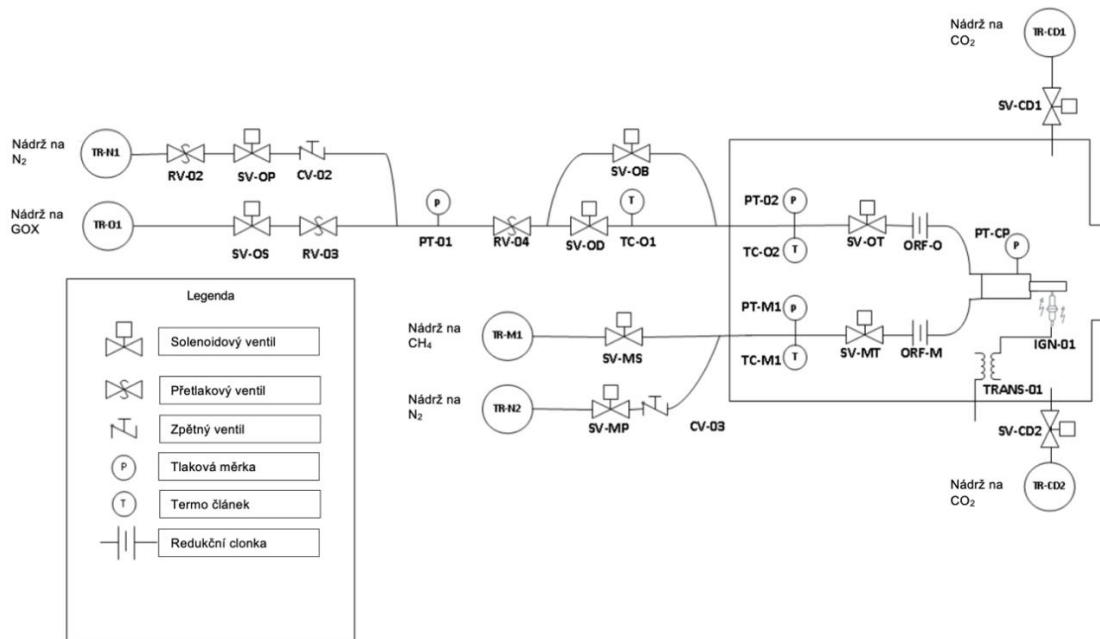 Nádrž na
CO₂
TR-CD1
SV-CD1
Nádrž na
N₂
TR-N1
RV-02
SV-OP
CV-02
SV-OB
Nádrž na
GOX
TR-O1
SV-OS
RV-03
P
PT-01
RV-04
SV-OD
T
TC-O1
PT-02
P
T
TC-O2
SV-OT
ORF-O
PT-CP
P
Nádrž na
CH₄
TR-M1
SV-MS
PT-M1
P
T
TC-M1
SV-MT
ORF-M
IGN-01
TRANS-01
Nádrž na
N₂
TR-N2
SV-MP
CV-03
SV-CD2
Nádrž na
CO₂
TR-CD2
Legenda
Solenoidový ventil
Přetlakový ventil
Zpětný ventil
P
Tlaková měrka
T
Termo článek
Redukční clonka